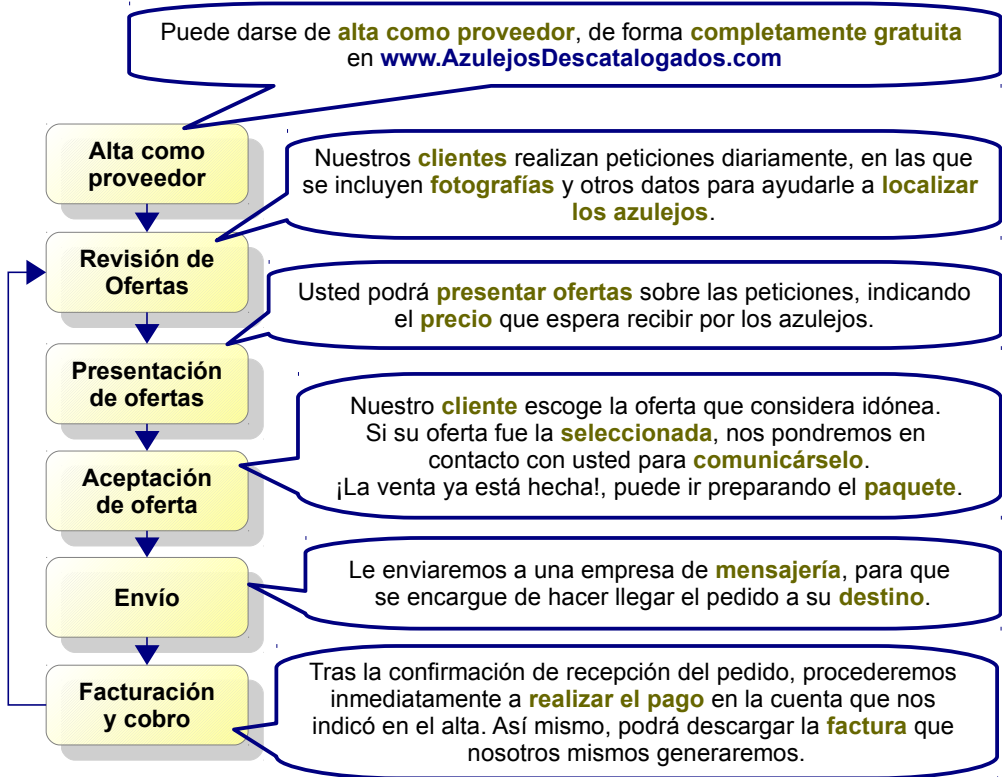 Puede darse de alta como proveedor, de forma completamente gratuita
en www.AzulejosDescatalogados.com
Alta como
proveedor
Nuestros clientes realizan peticiones diariamente, en las que
se incluyen fotografías y otros datos para ayudarle a localizar
los azulejos.
Revisión de
Ofertas
Usted podrá presentar ofertas sobre las peticiones, indicando
el precio que espera recibir por los azulejos.
Presentación
de ofertas
Nuestro cliente escoge la oferta que considera idónea.
Si su oferta fue la seleccionada, nos pondremos en
contacto con usted para comunicárselo.
¡La venta ya está hecha!, puede ir preparando el paquete.
Aceptación
de oferta
Le enviaremos a una empresa de mensajería, para que
se encargue de hacer llegar el pedido a su destino.
Envío
Tras la confirmación de recepción del pedido, procederemos
inmediatamente a realizar el pago en la cuenta que nos
indicó en el alta. Así mismo, podrá descargar la factura que
nosotros mismos generaremos.
Facturación
y cobro